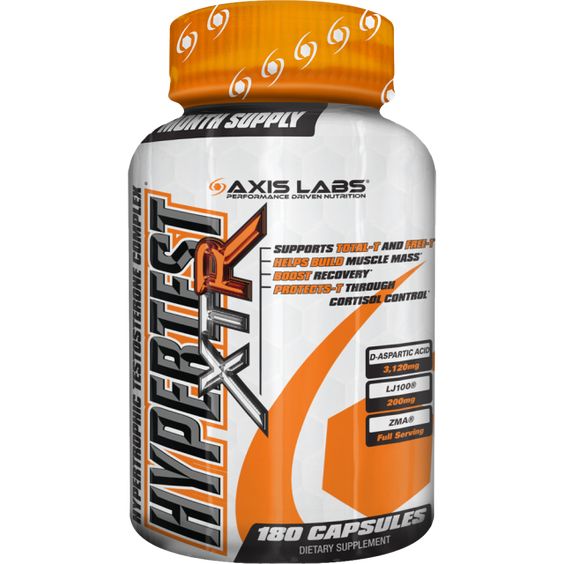 MONTH SUPPLY
AXIS LABS®
PERFORMANCE DRIVEN NUTRITION
HYPERTROPHIC TESTOSTERONE COMPLEX
HYPERTEST
XTR
SUPPORTS TOTAL-T AND FREE-T*
HELPS BUILD MUSCLE MASS*
BOOST RECOVERY*
PROTECTS-T THROUGH
CORTISOL CONTROL*
D-ASPARTIC ACID
3,120mg
LJ100®
200mg
ZMA®
Full Serving
180 CAPSULES
DIETARY SUPPLEMENT